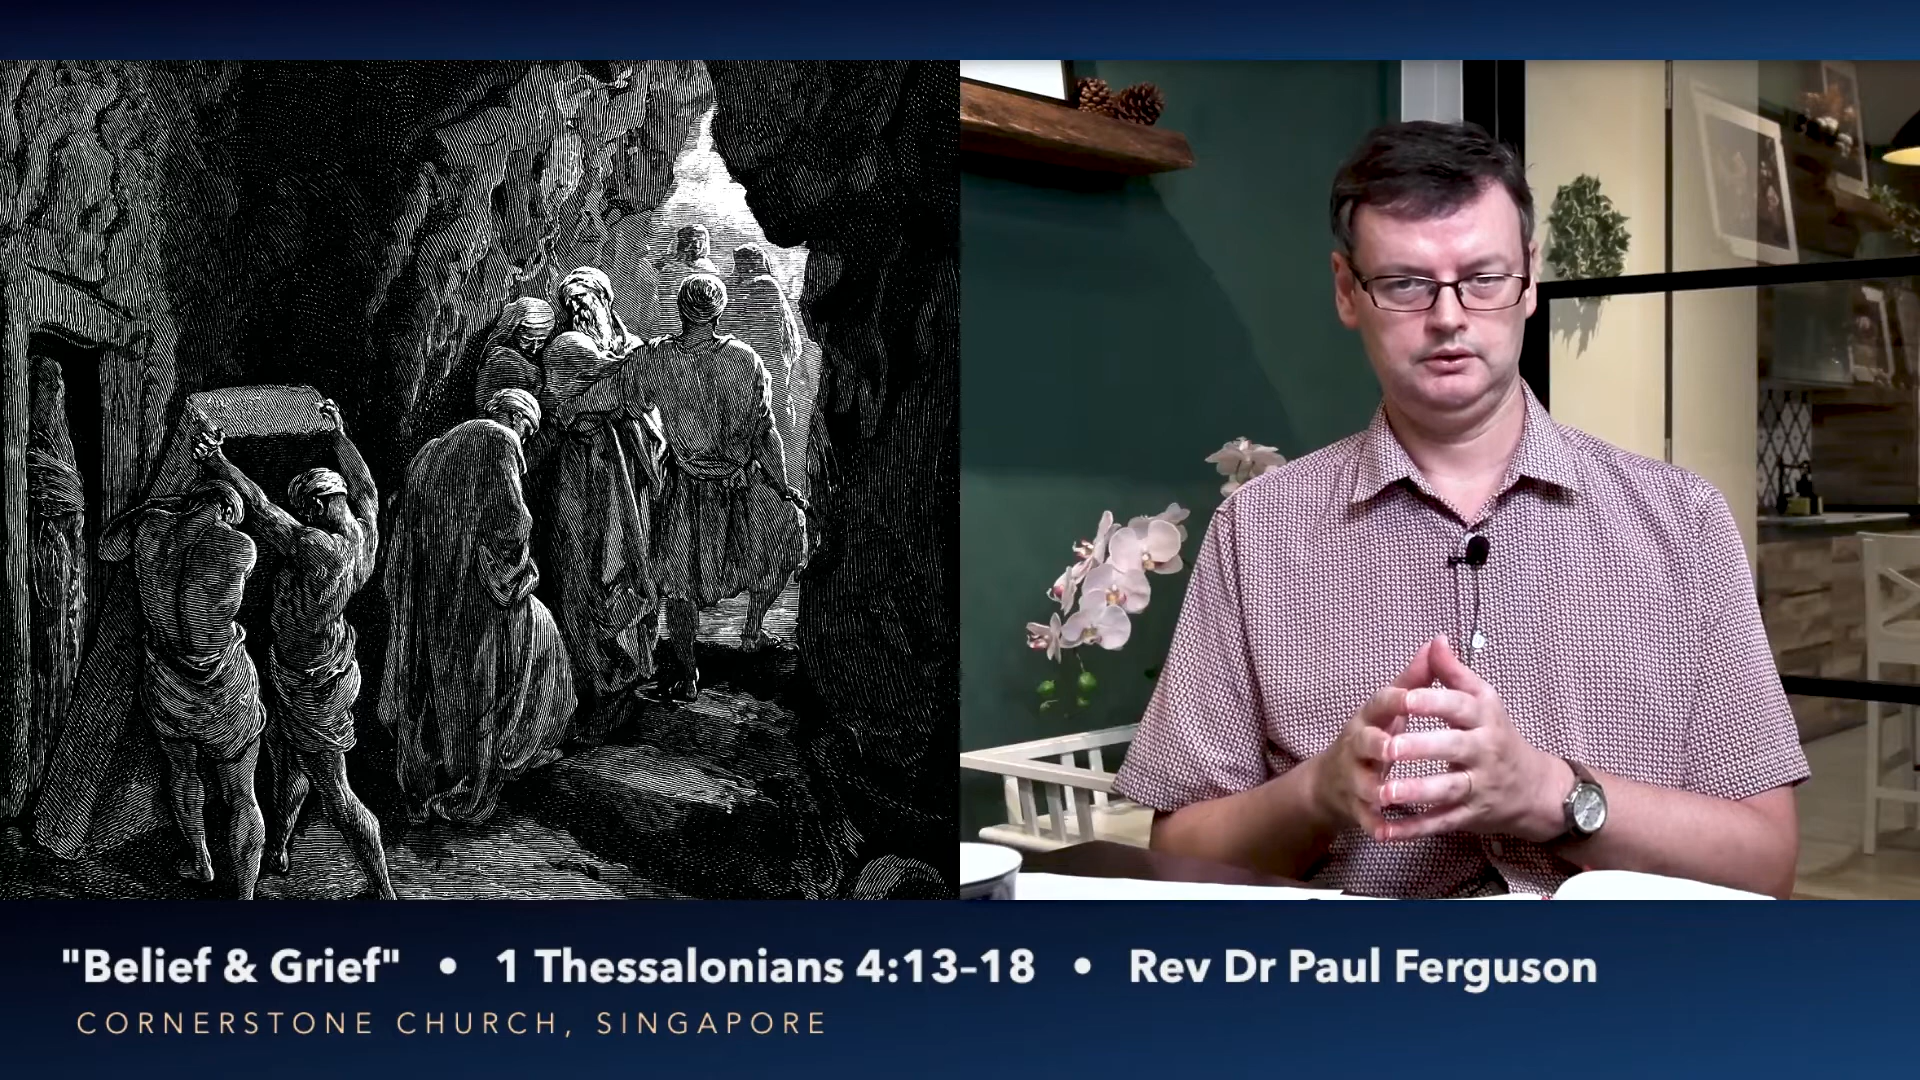 "Belief & Grief" • 1 Thessalonians 4:13–18 • Rev Dr Paul Ferguson
CORNERSTONE CHURCH, SINGAPORE